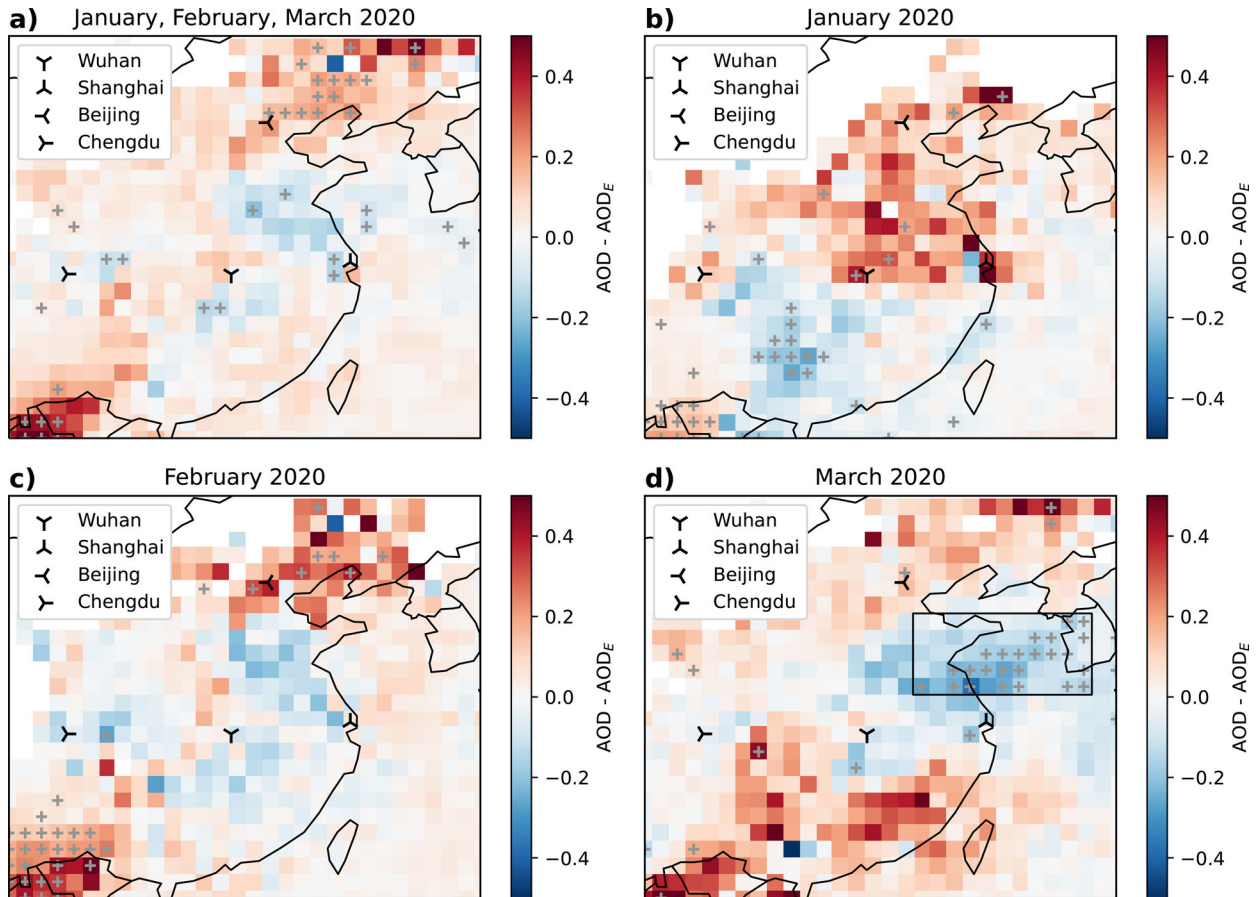 a)
January, February, March 2020
Wuhan
Shanghai
Beijing
Chengdu
0.4
0.2
0.0
−0.2
−0.4
AOD - AOD_E
b)
January 2020
Wuhan
Shanghai
Beijing
Chengdu
0.4
0.2
0.0
−0.2
−0.4
AOD - AOD_E
c)
February 2020
Wuhan
Shanghai
Beijing
Chengdu
0.4
0.2
0.0
−0.2
−0.4
AOD - AOD_E
d)
March 2020
Wuhan
Shanghai
Beijing
Chengdu
0.4
0.2
0.0
−0.2
−0.4
AOD - AOD_E